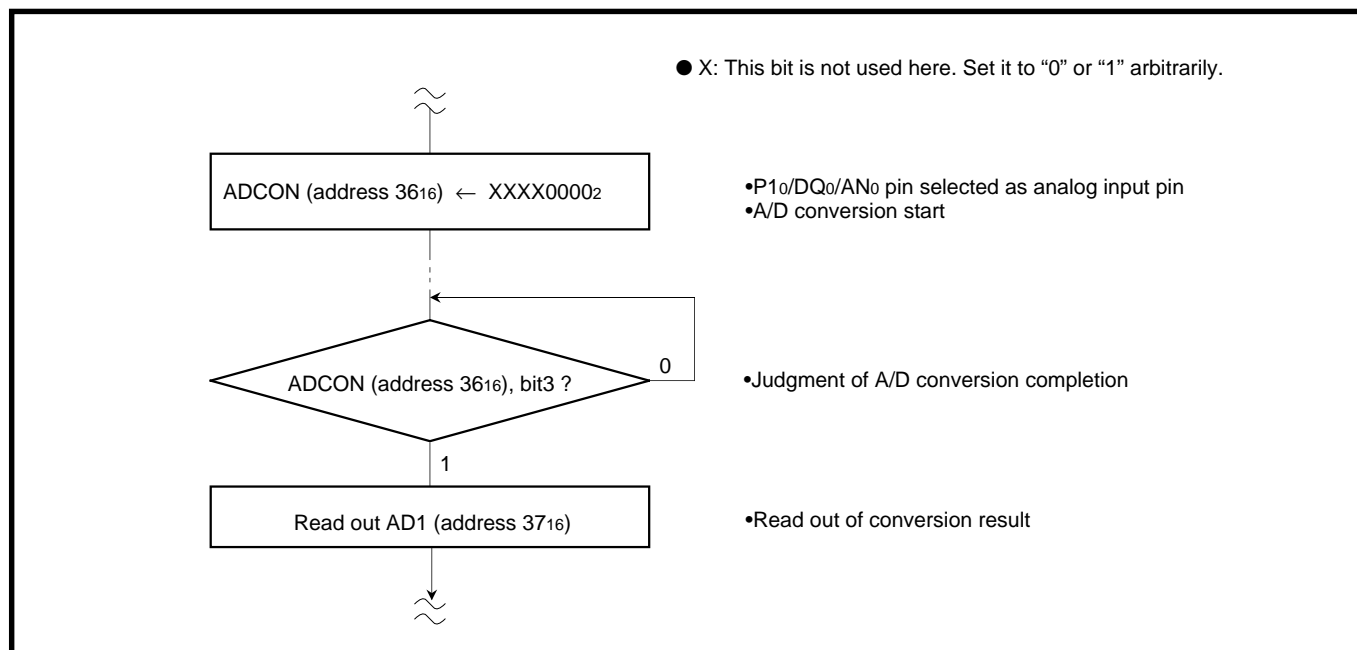 ● X: This bit is not used here. Set it to “0” or “1” arbitrarily.
ADCON (address 36₁₆) ← XXXX0000₂
•P1₀/DQ₀/AN₀ pin selected as analog input pin
•A/D conversion start
0
ADCON (address 36₁₆), bit3 ?
•Judgment of A/D conversion completion
1
Read out AD1 (address 37₁₆)
•Read out of conversion result